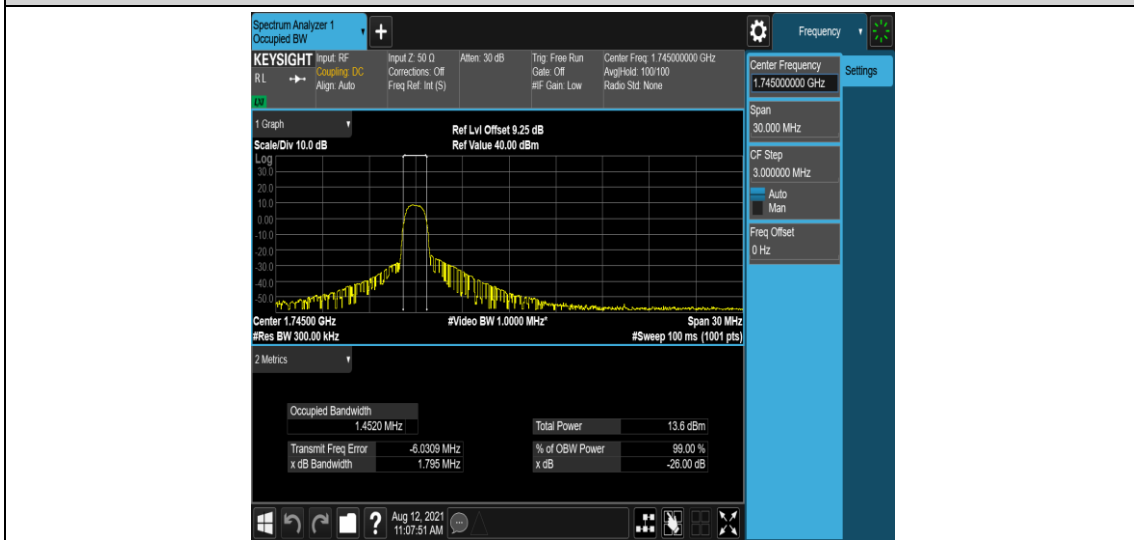 Spectrum Analyzer 1
Occupied BW
+
Frequency
KEYSIGHT
RL
LXI
Input: RF
Coupling: DC
Align: Auto
Input Z: 50 Ω
Corrections: Off
Freq Ref: Int (S)
Atten: 30 dB
Trig: Free Run
Gate: Off
#IF Gain: Low
Center Freq: 1.745000000 GHz
Avg|Hold: 100/100
Radio Std: None
Center Frequency
1.745000000 GHz
Settings
Span
30.000 MHz
CF Step
3.000000 MHz
Auto
Man
Freq Offset
0 Hz
1 Graph
Scale/Div 10.0 dB
Ref Lvl Offset 9.25 dB
Ref Value 40.00 dBm
Log
30.0
20.0
10.0
0.00
-10.0
-20.0
-30.0
-40.0
-50.0
Center 1.74500 GHz
#Video BW 1.0000 MHz*
Span 30 MHz
#Res BW 300.00 kHz
#Sweep 100 ms (1001 pts)
2 Metrics
Occupied Bandwidth
1.4520 MHz
Total Power 13.6 dBm
Transmit Freq Error -6.0309 MHz
% of OBW Power 99.00 %
x dB Bandwidth 1.795 MHz
x dB -26.00 dB
?
Aug 12, 2021
11:07:51 AM